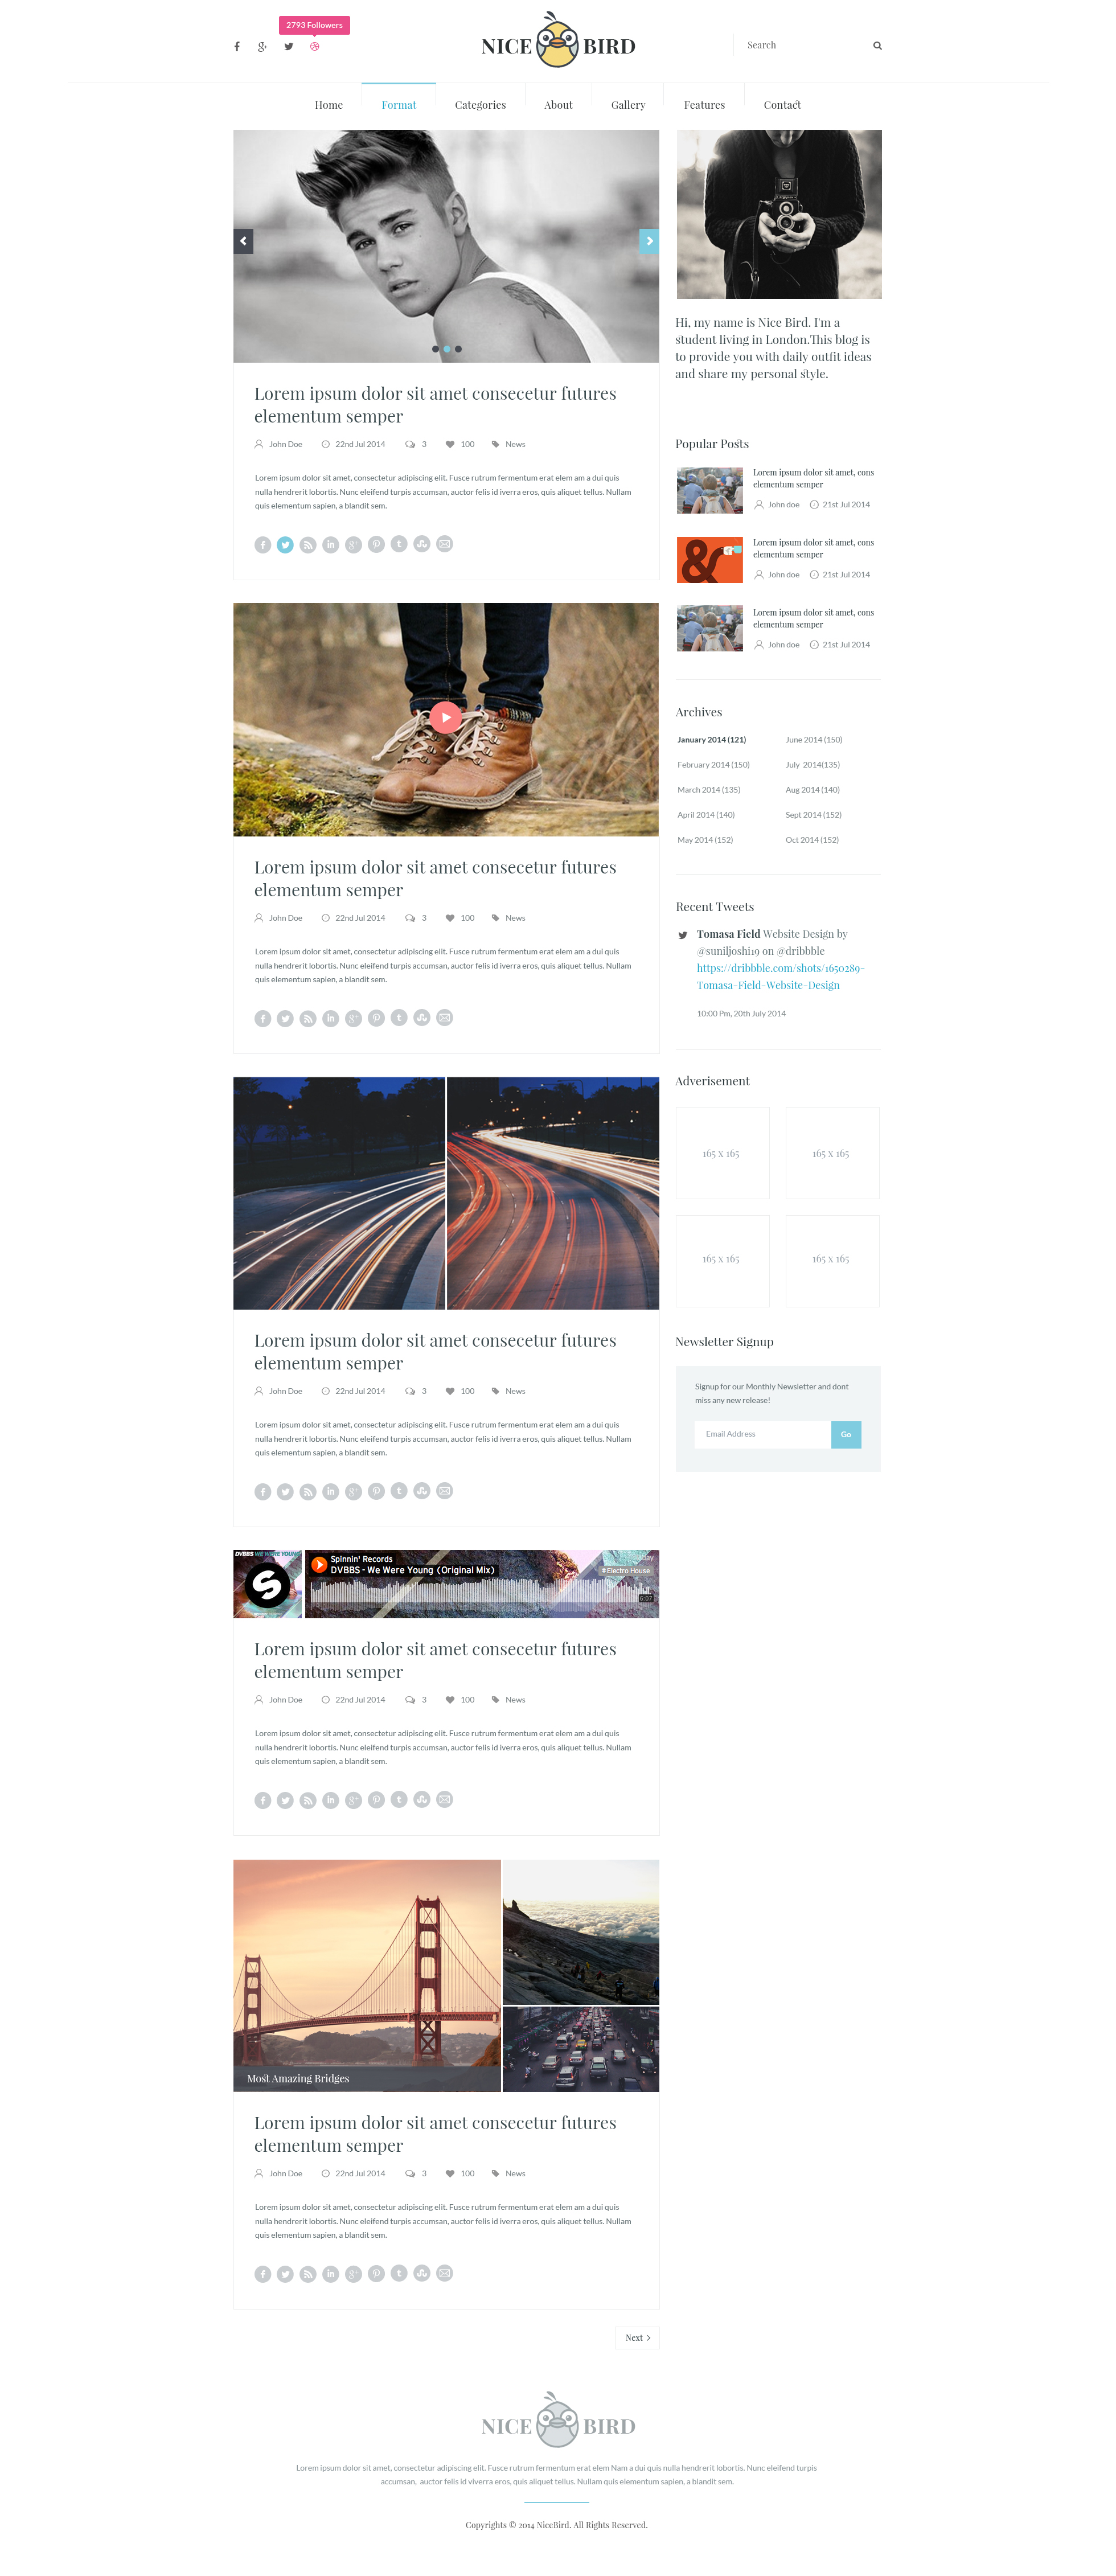 2793 Followers
NICE BIRD
Search
Home Format Categories About Gallery Features Contact
Lorem ipsum dolor sit amet consecetur futures
elementum semper
John Doe 22nd Jul 2014 3 100 News
Lorem ipsum dolor sit amet, consectetur adipiscing elit. Fusce rutrum fermentum erat elem am a dui quis
nulla hendrerit lobortis. Nunc eleifend turpis accumsan, auctor felis id iverra eros, quis aliquet tellus. Nullam
quis elementum sapien, a blandit sem.
Lorem ipsum dolor sit amet consecetur futures
elementum semper
John Doe 22nd Jul 2014 3 100 News
Lorem ipsum dolor sit amet, consectetur adipiscing elit. Fusce rutrum fermentum erat elem am a dui quis
nulla hendrerit lobortis. Nunc eleifend turpis accumsan, auctor felis id iverra eros, quis aliquet tellus. Nullam
quis elementum sapien, a blandit sem.
Lorem ipsum dolor sit amet consecetur futures
elementum semper
John Doe 22nd Jul 2014 3 100 News
Lorem ipsum dolor sit amet, consectetur adipiscing elit. Fusce rutrum fermentum erat elem am a dui quis
nulla hendrerit lobortis. Nunc eleifend turpis accumsan, auctor felis id iverra eros, quis aliquet tellus. Nullam
quis elementum sapien, a blandit sem.
DVBBS WE WERE YOUNG
Spinnin' Records
DVBBS - We Were Young (Original Mix)
# Electro House
6:07
Lorem ipsum dolor sit amet consecetur futures
elementum semper
John Doe 22nd Jul 2014 3 100 News
Lorem ipsum dolor sit amet, consectetur adipiscing elit. Fusce rutrum fermentum erat elem am a dui quis
nulla hendrerit lobortis. Nunc eleifend turpis accumsan, auctor felis id iverra eros, quis aliquet tellus. Nullam
quis elementum sapien, a blandit sem.
Most Amazing Bridges
Lorem ipsum dolor sit amet consecetur futures
elementum semper
John Doe 22nd Jul 2014 3 100 News
Lorem ipsum dolor sit amet, consectetur adipiscing elit. Fusce rutrum fermentum erat elem am a dui quis
nulla hendrerit lobortis. Nunc eleifend turpis accumsan, auctor felis id iverra eros, quis aliquet tellus. Nullam
quis elementum sapien, a blandit sem.
Next
Hi, my name is Nice Bird. I'm a
student living in London.This blog is
to provide you with daily outfit ideas
and share my personal style.
Popular Posts
Lorem ipsum dolor sit amet, cons
elementum semper
John doe 21st Jul 2014
Lorem ipsum dolor sit amet, cons
elementum semper
John doe 21st Jul 2014
Lorem ipsum dolor sit amet, cons
elementum semper
John doe 21st Jul 2014
Archives
January 2014 (121) June 2014 (150)
February 2014 (150) July 2014(135)
March 2014 (135) Aug 2014 (140)
April 2014 (140) Sept 2014 (152)
May 2014 (152) Oct 2014 (152)
Recent Tweets
Tomasa Field Website Design by
@suniljoshi19 on @dribbble
https://dribbble.com/shots/1650289-
Tomasa-Field-Website-Design
10:00 Pm, 20th July 2014
Adverisement
165 x 165 165 x 165
165 x 165 165 x 165
Newsletter Signup
Signup for our Monthly Newsletter and dont
miss any new release!
Email Address Go
NICE BIRD
Lorem ipsum dolor sit amet, consectetur adipiscing elit. Fusce rutrum fermentum erat elem Nam a dui quis nulla hendrerit lobortis. Nunc eleifend turpis
accumsan, auctor felis id viverra eros, quis aliquet tellus. Nullam quis elementum sapien, a blandit sem.
Copyrights © 2014 NiceBird. All Rights Reserved.